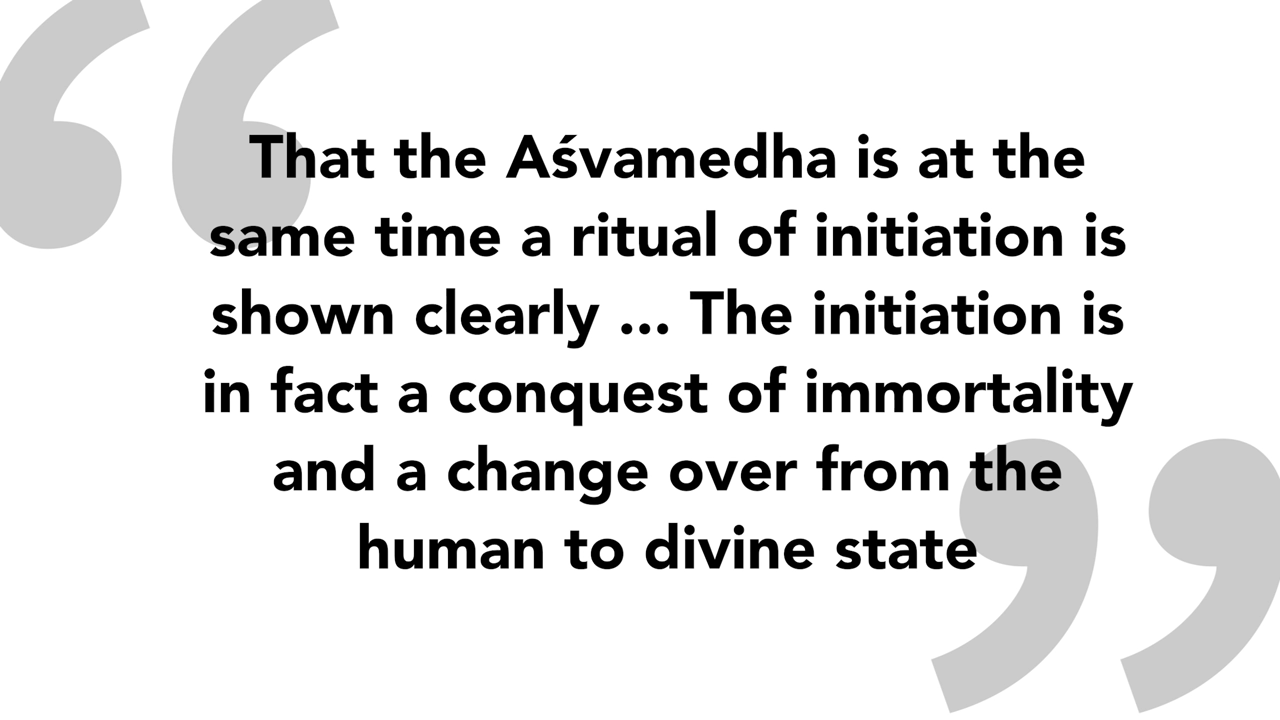 That the Aśvamedha is at the
same time a ritual of initiation is
shown clearly ... The initiation is
in fact a conquest of immortality
and a change over from the
human to divine state